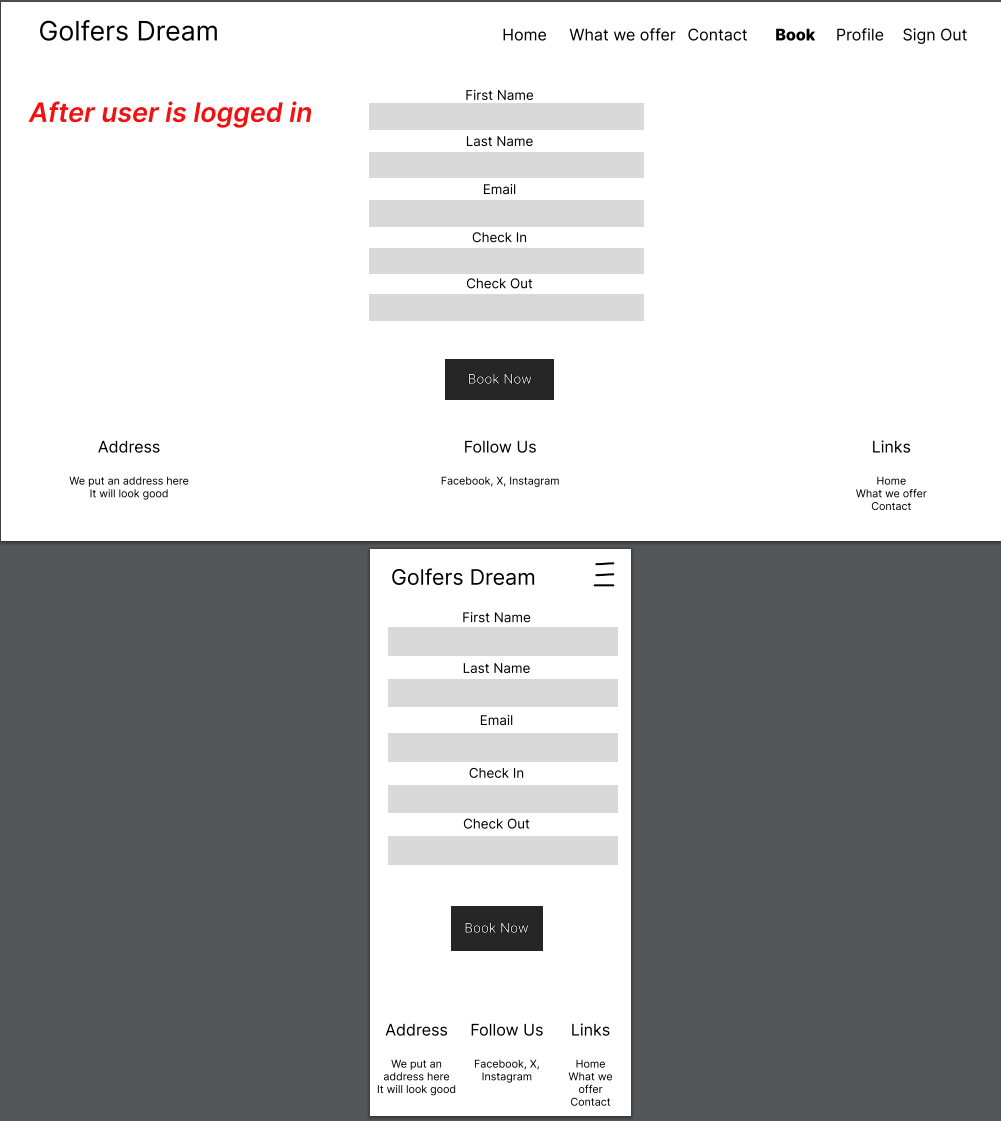 Golfers Dream
Home What we offer Contact Book Profile Sign Out
After user is logged in
First Name
Last Name
Email
Check In
Check Out
Book Now
Address
We put an address here
It will look good
Follow Us
Facebook, X, Instagram
Links
Home
What we offer
Contact
Golfers Dream
First Name
Last Name
Email
Check In
Check Out
Book Now
Address
We put an
address here
It will look good
Follow Us
Facebook, X,
Instagram
Links
Home
What we
offer
Contact